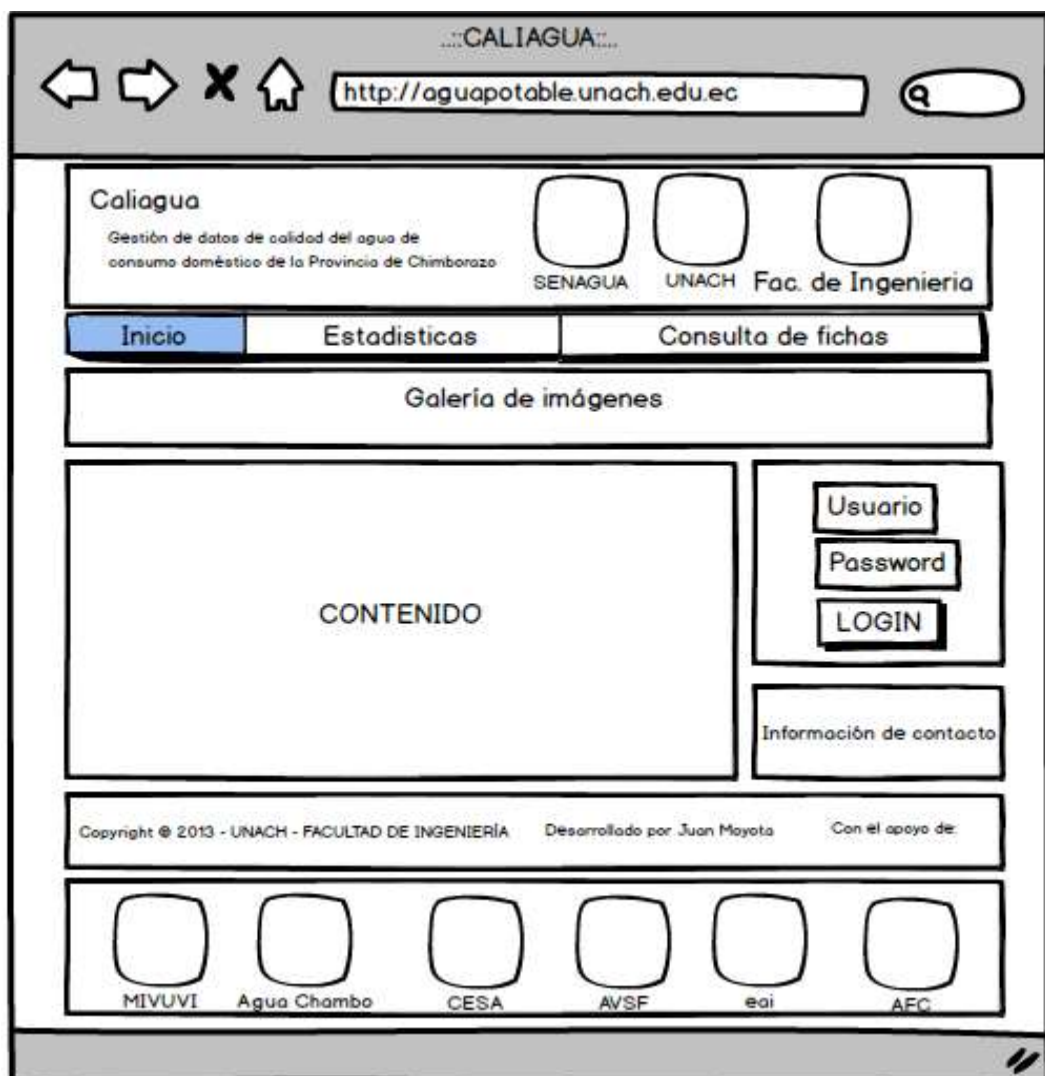 ..::CALIAGUA::..
http://aguapotable.unach.edu.ec
Caliagua
Gestión de datos de calidad del agua de
consumo doméstico de la Provincia de Chimborazo
SENAGUA
UNACH
Fac. de Ingenieria
Inicio
Estadisticas
Consulta de fichas
Galería de imágenes
CONTENIDO
Usuario
Password
LOGIN
Información de contacto
Copyright © 2013 - UNACH - FACULTAD DE INGENIERÍA
Desarrollado por Juan Moyota
Con el apoyo de:
MIVUVI
Agua Chambo
CESA
AVSF
eai
AFC